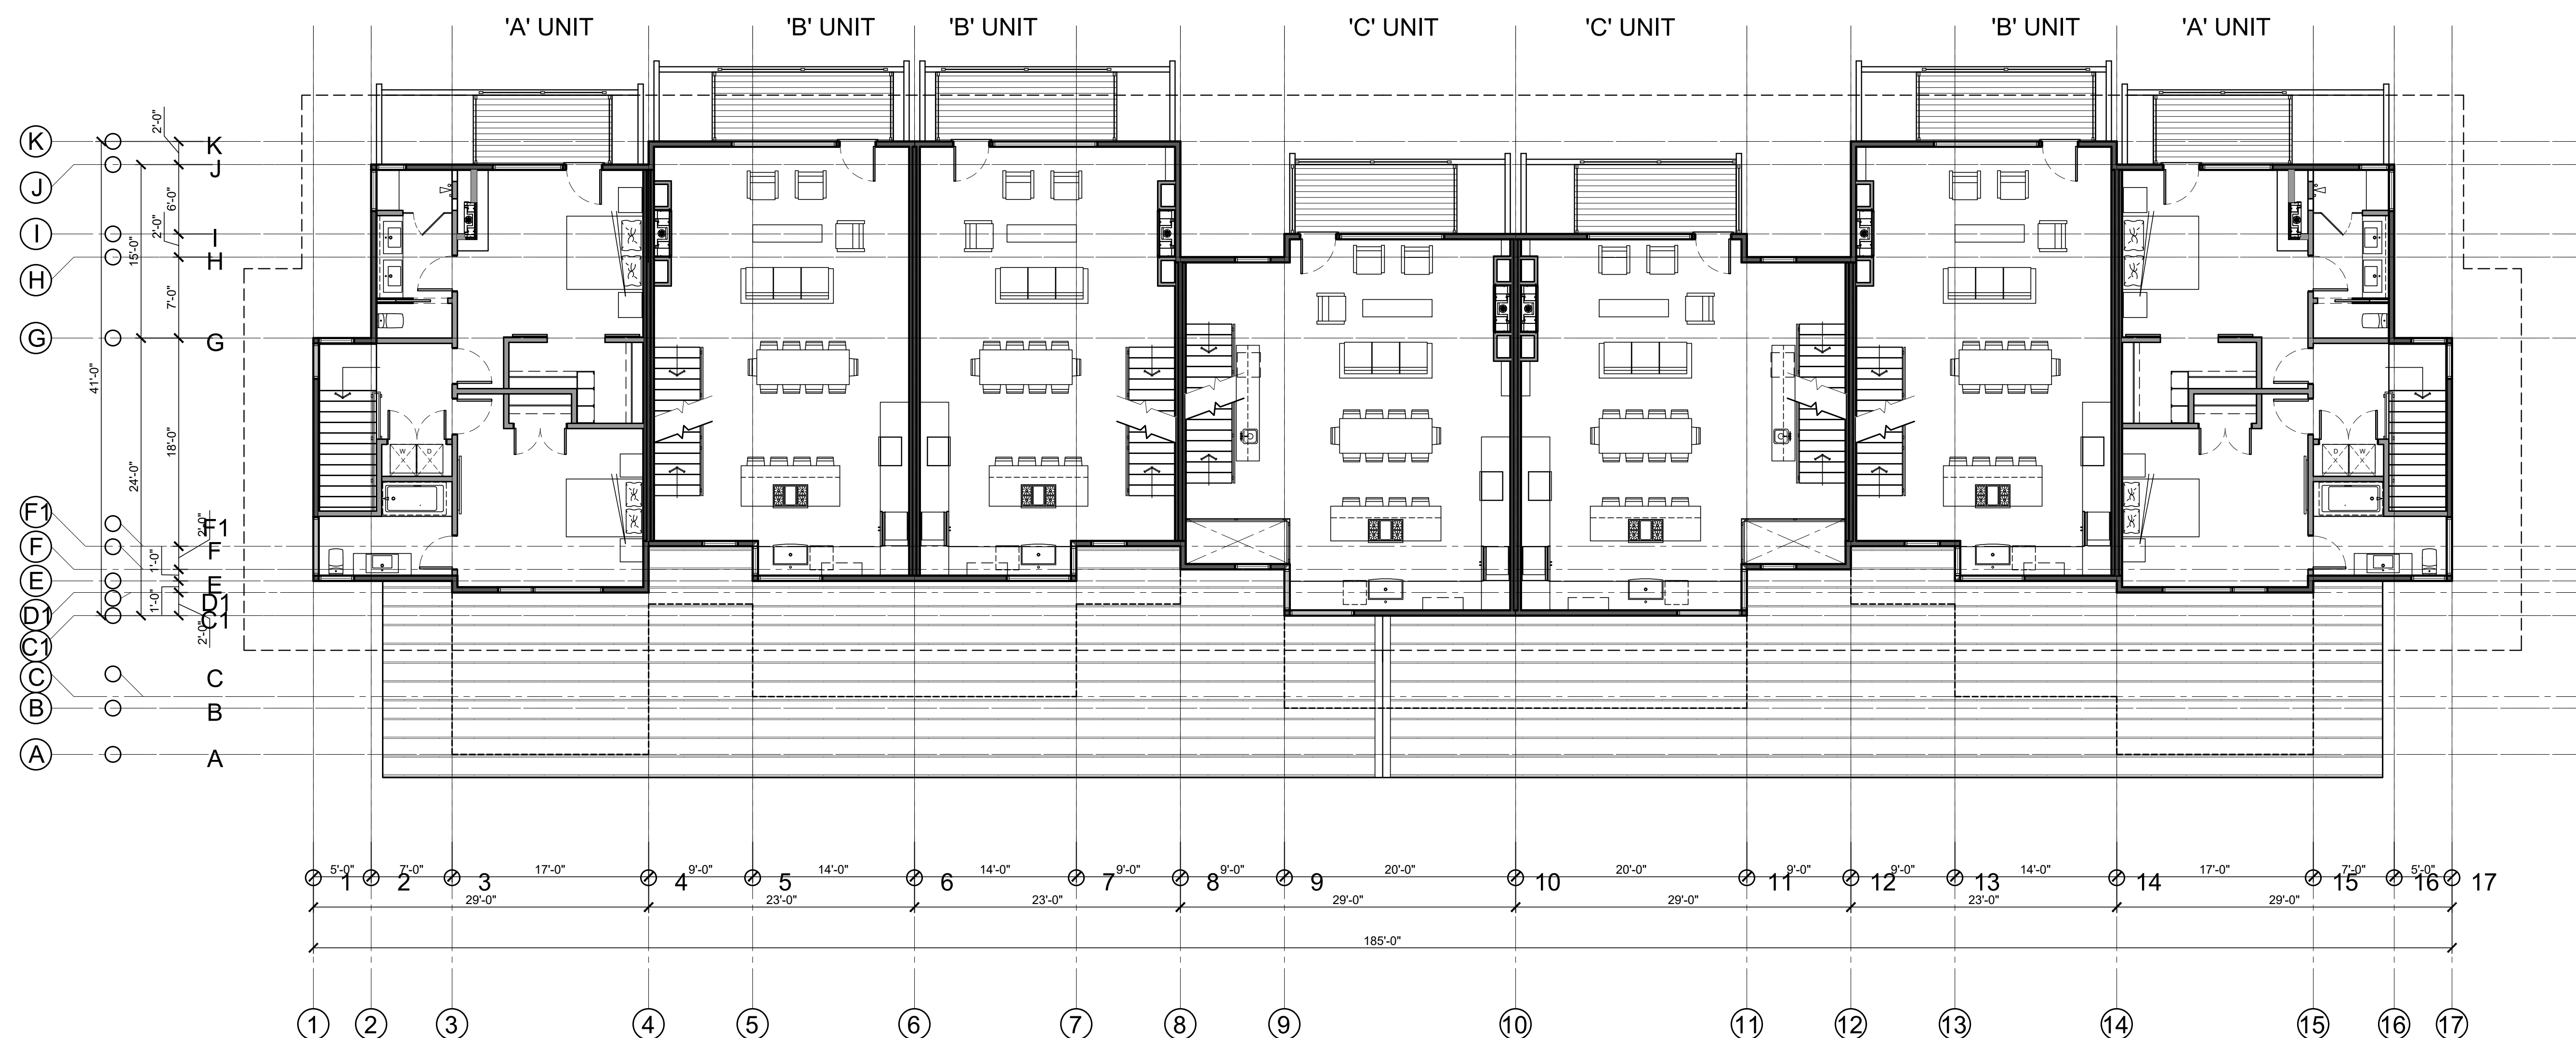 'A' UNIT 'B' UNIT 'B' UNIT 'C' UNIT 'C' UNIT 'B' UNIT 'A' UNIT
2'-0"
K K
J J
6'-0"
2'-0"
15'-0"
I I
H H
7'-0"
G G
41'-0"
18'-0"
24'-0"
W D D W
F1 F1
2'-0"
F F
1'-0"
E E
D1 D1
1'-0"
C1 C1
2'-0"
C C
B B
A A
5'-0" 7'-0" 17'-0" 9'-0" 14'-0" 14'-0" 9'-0" 9'-0" 20'-0" 20'-0" 9'-0" 9'-0" 14'-0" 17'-0" 7'-0" 5'-0"
1 2 3 4 5 6 7 8 9 10 11 12 13 14 15 16 17
29'-0" 23'-0" 23'-0" 29'-0" 29'-0" 23'-0" 29'-0"
185'-0"
1 2 3 4 5 6 7 8 9 10 11 12 13 14 15 16 17